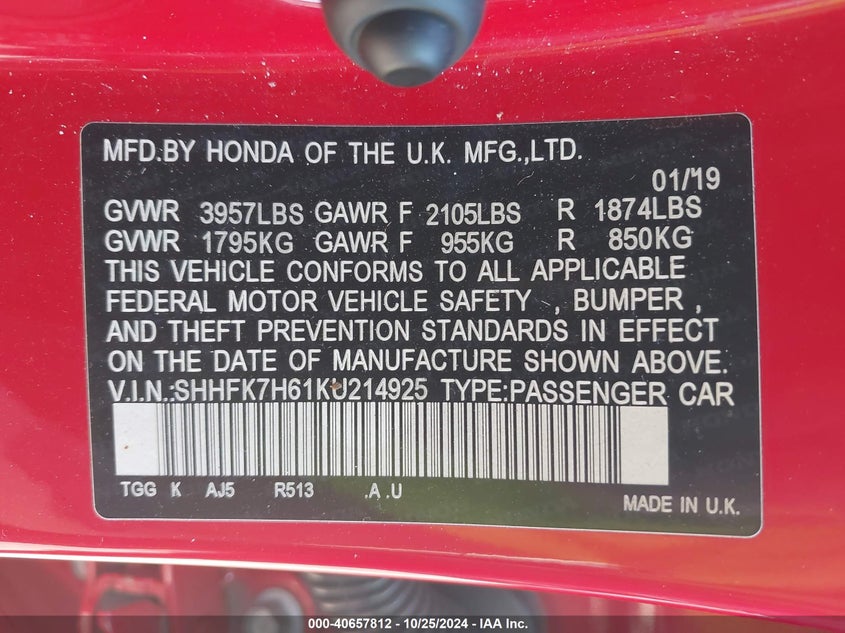 MFD.BY HONDA OF THE U.K. MFG.,LTD.
01/'19
GVWR 3957LBS GAWR F 2105LBS R 1874LBS
GVWR 1795KG GAWR F 955KG R 850KG
THIS VEHICLE CONFORMS TO ALL APPLICABLE
FEDERAL MOTOR VEHICLE SAFETY , BUMPER ,
AND THEFT PREVENTION STANDARDS IN EFFECT
ON THE DATE OF MANUFACTURE SHOWN ABOVE.
V.I.N.:SHHFK7H61KU214925 TYPE:PASSENGER CAR
TGG K AJ5 R513 .A .U
MADE IN U.K.
000-40657812 - 10/25/2024 - IAA Inc.